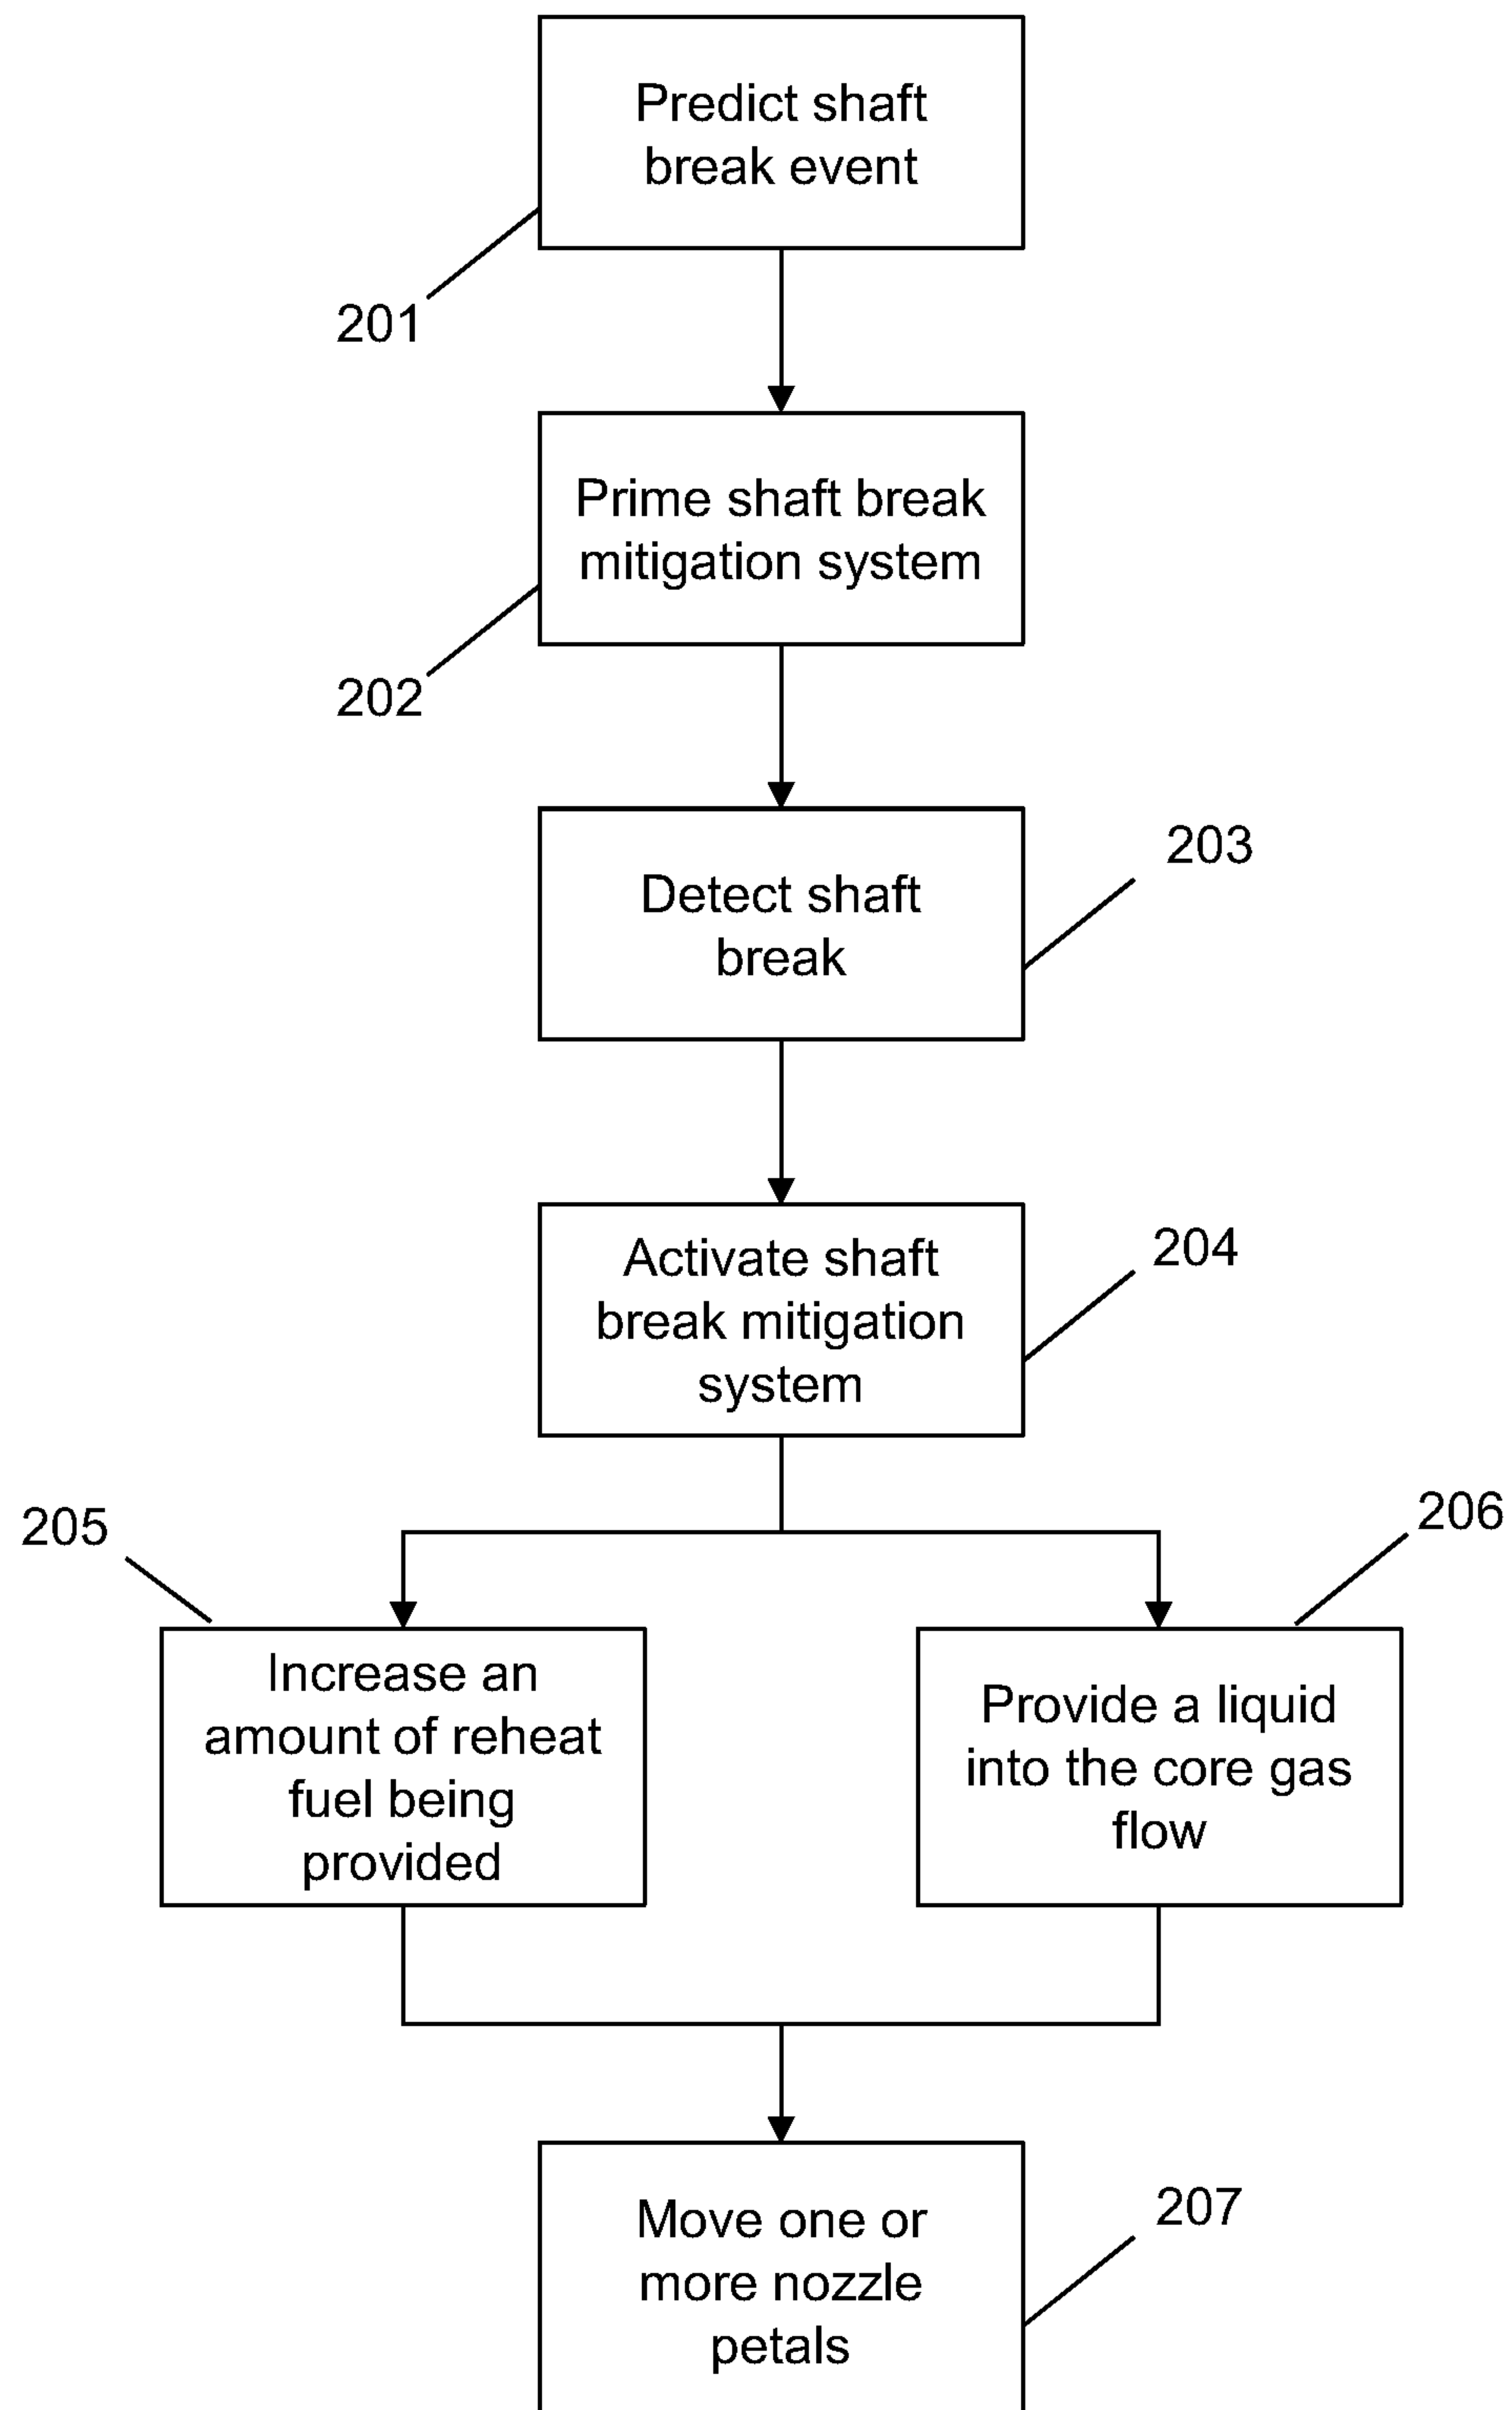 Predict shaft
break event
201
Prime shaft break
mitigation system
202
Detect shaft
break
203
Activate shaft
break mitigation
system
204
205
Increase an
amount of reheat
fuel being
provided
206
Provide a liquid
into the core gas
flow
Move one or
more nozzle
petals
207